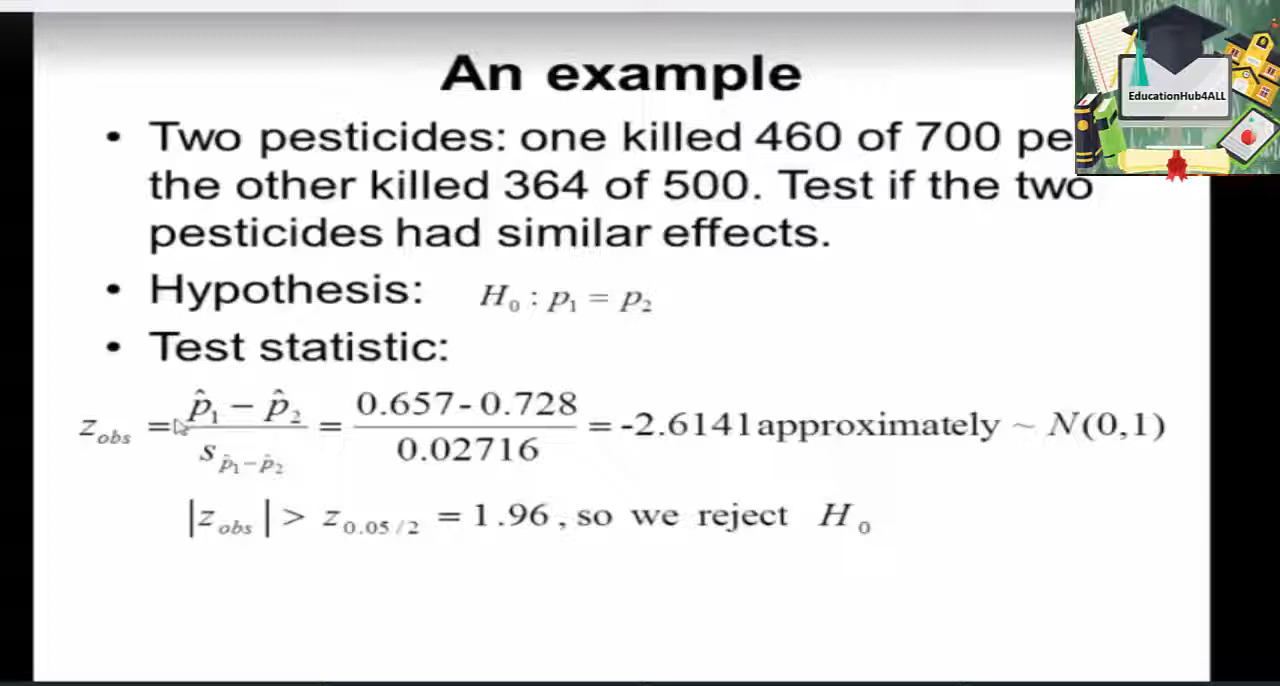 An example
EducationHub4ALL
• Two pesticides: one killed 460 of 700
the other killed 364 of 500. Test if the two
pesticides had similar effects.
• Hypothesis: H₀ : p₁ = p₂
• Test statistic:
z_obs = (p̂₁ − p̂₂) / s_(p̂₁−p̂₂) = (0.657 - 0.728) / 0.02716 = -2.6141 approximately ~ N(0,1)
|z_obs| > z_(0.05/2) = 1.96, so we reject H₀